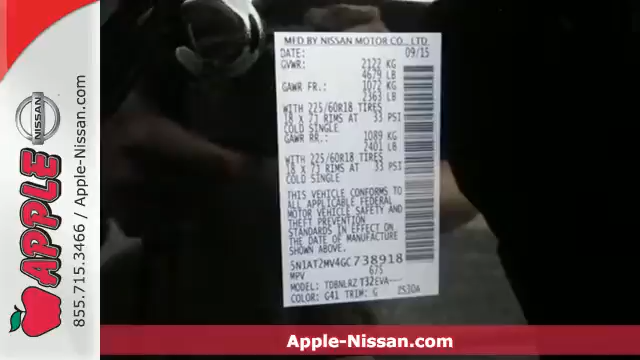 MFD BY NISSAN MOTOR CO., LTD
DATE: 09/15
GVWR: 2122 KG
4679 LB
GAWR FR.: 1072 KG
2363 LB
WITH 225/60R18 TIRES
18 x 7J RIMS AT 33 PSI
COLD SINGLE
GAWR RR.: 1089 KG
2401 LB
WITH 225/60R18 TIRES
18 x 7J RIMS AT 33 PSI
COLD SINGLE
THIS VEHICLE CONFORMS TO
ALL APPLICABLE FEDERAL
MOTOR VEHICLE SAFETY AND
THEFT PREVENTION
STANDARDS IN EFFECT ON
THE DATE OF MANUFACTURE
SHOWN ABOVE.
5N1AT2MV4GC738918
MPV 675
MODEL: TDBNLRZ T32EVA----
COLOR: G41 TRIM: G
NISSAN
APPLE
855.715.3466 / Apple-Nissan.com
Apple-Nissan.com